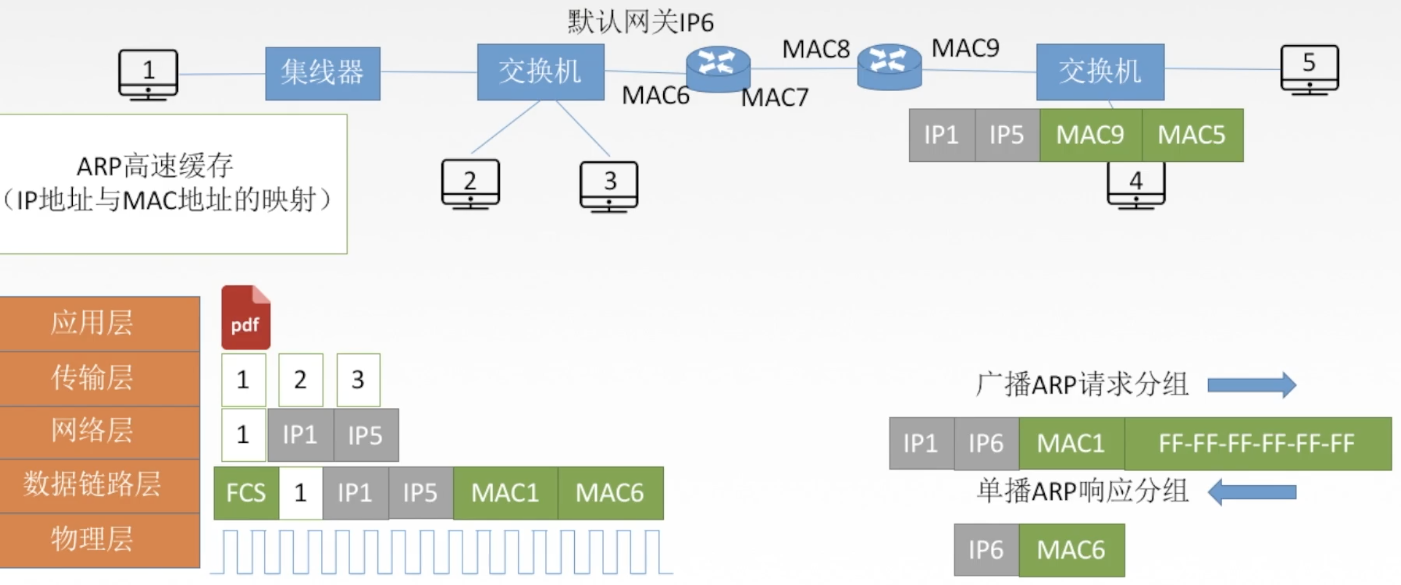 默认网关IP6
1
集线器
交换机
MAC6
MAC7
MAC8
MAC9
交换机
5
IP1 IP5 MAC9 MAC5
2
3
4
ARP高速缓存
（IP地址与MAC地址的映射）
应用层
pdf
传输层
1 2 3
网络层
1 IP1 IP5
数据链路层
FCS 1 IP1 IP5 MAC1 MAC6
物理层
广播ARP请求分组
IP1 IP6 MAC1 FF-FF-FF-FF-FF-FF
单播ARP响应分组
IP6 MAC6